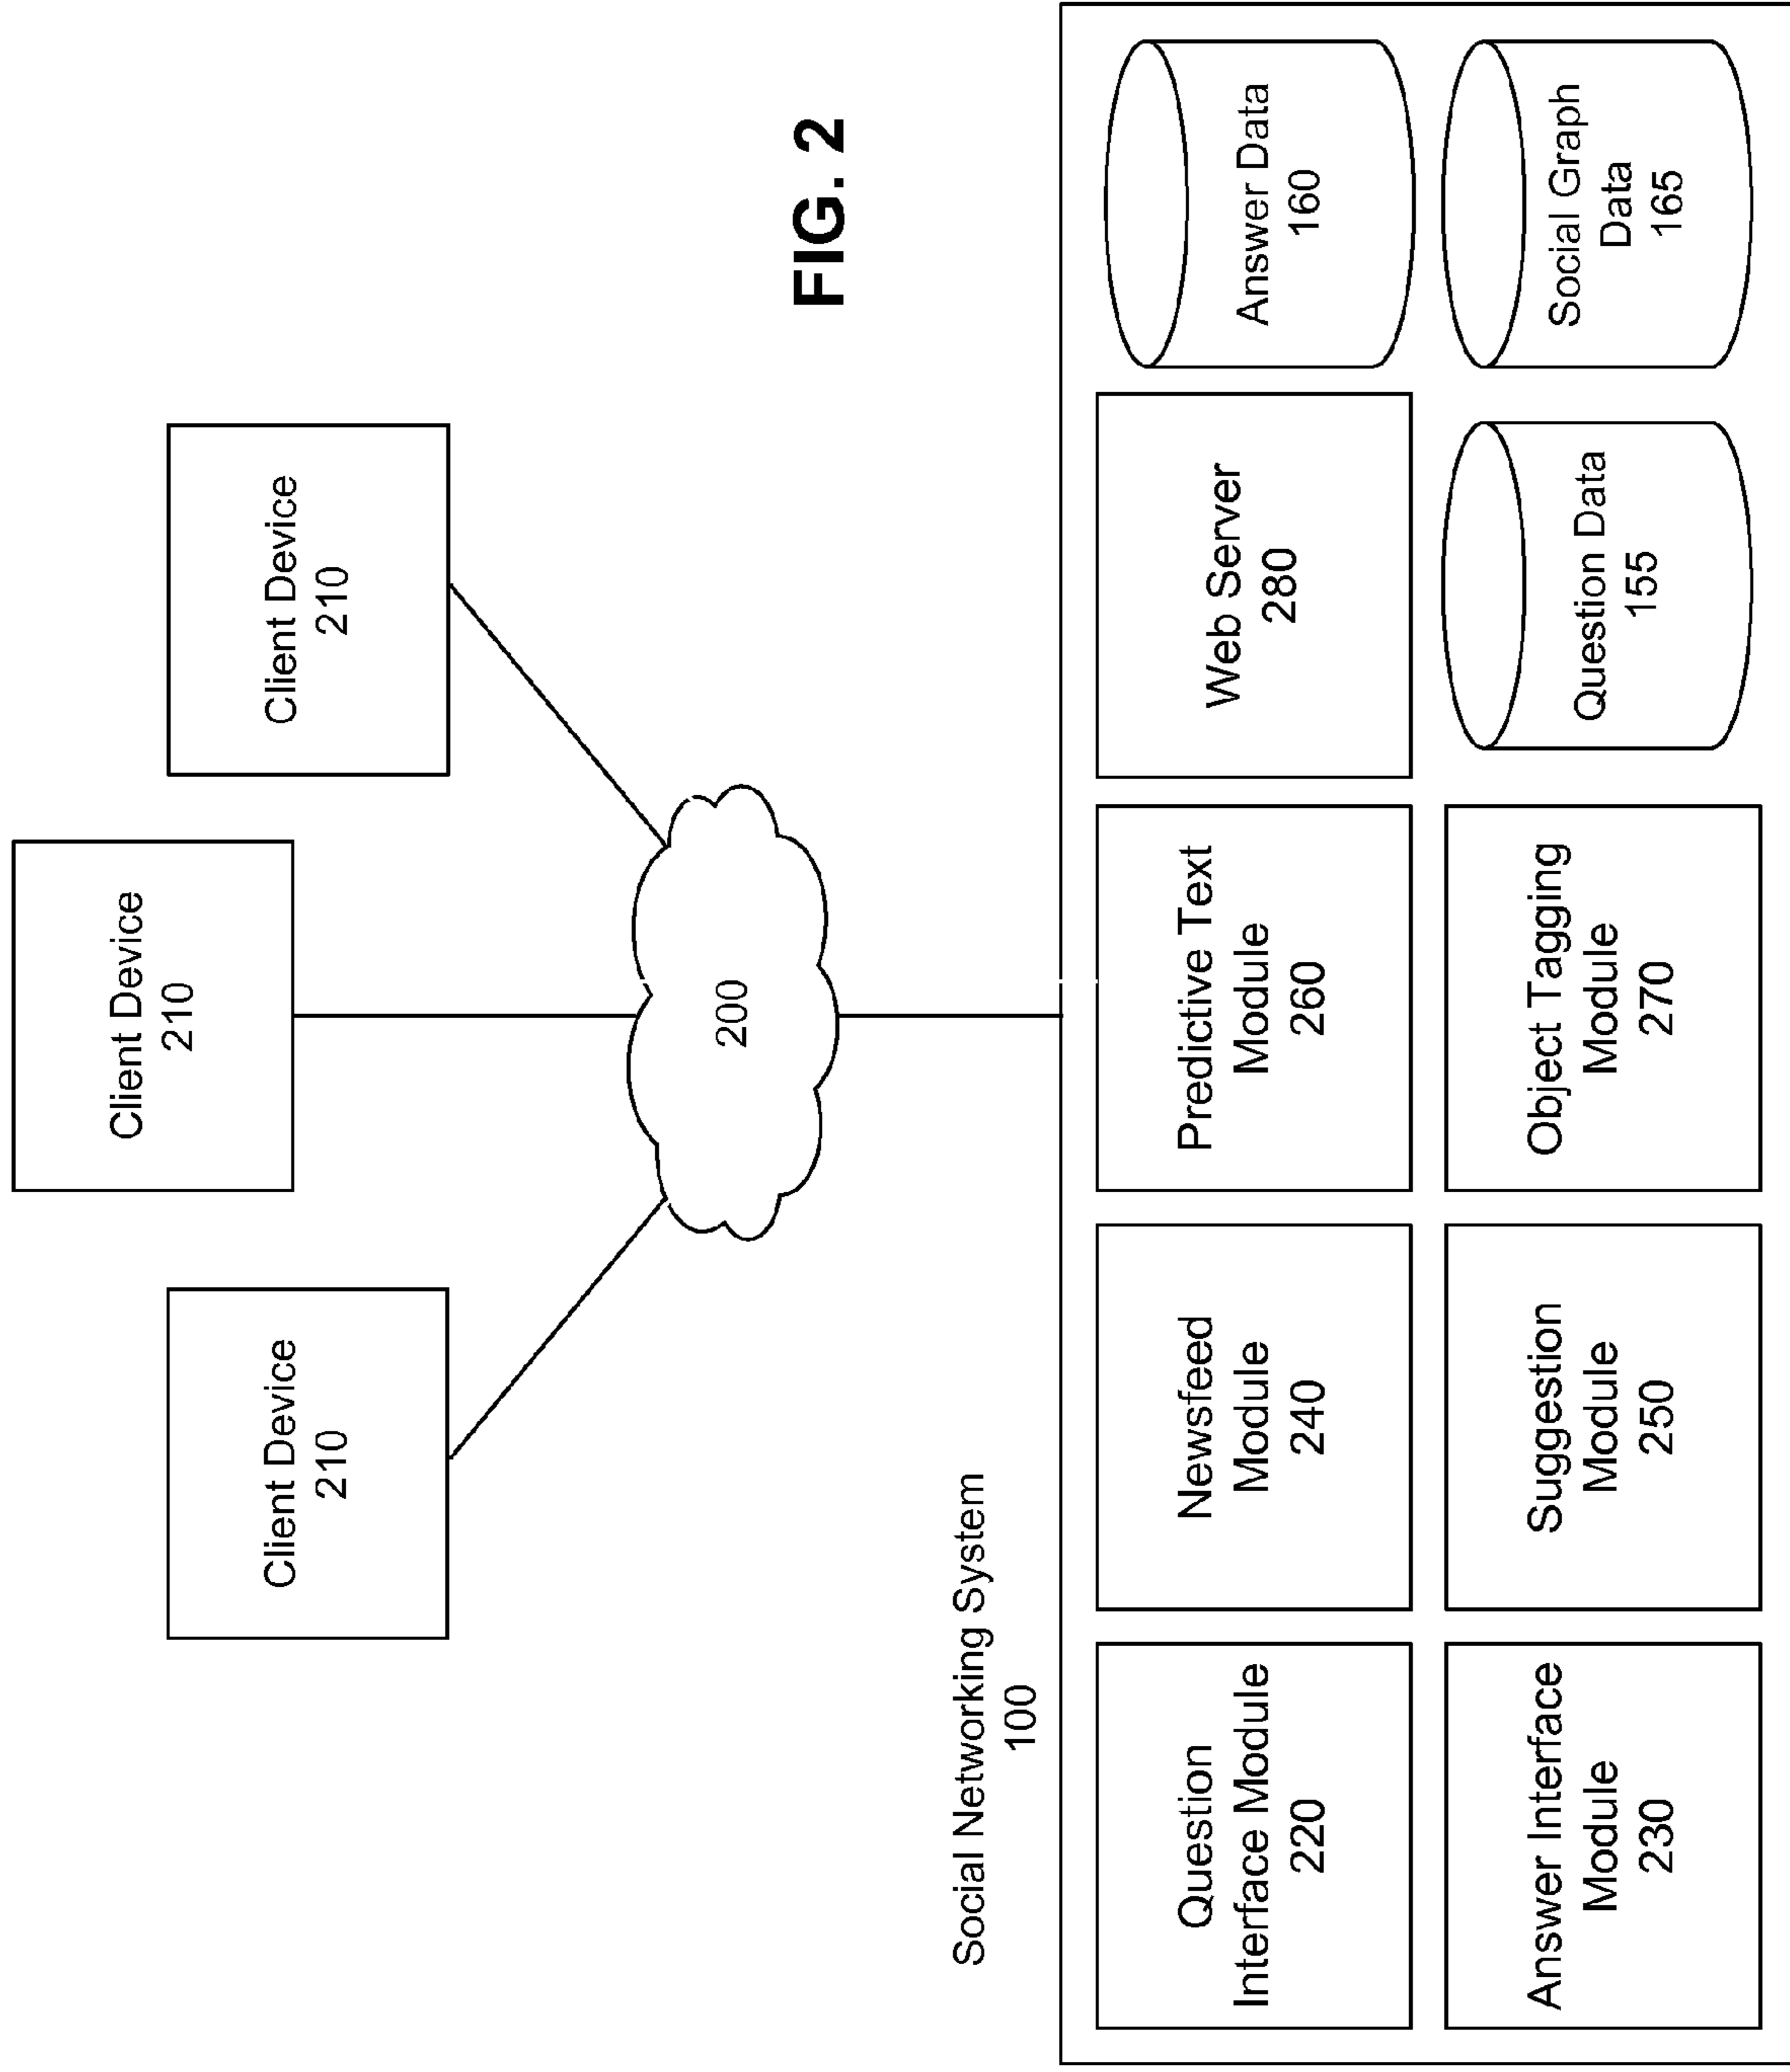 Client Device
210
Client Device
210
Client Device
210
200
FIG. 2
Social Networking System
100
Question
Interface Module
220
Newsfeed
Module
240
Predictive Text
Module
260
Web Server
280
Answer Data
160
Answer Interface
Module
230
Suggestion
Module
250
Object Tagging
Module
270
Question Data
155
Social Graph
Data
165